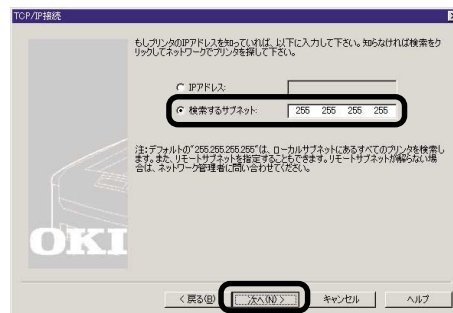 TCP/IP接続
もしプリンタのIPアドレスを知っていれば、以下に入力して下さい。知らなければ検索をク
リックしてネットワークでプリンタを探して下さい。
IPアドレス:
検索するサブネット: 255 255 255 255
注:デフォルトの"255.255.255.255"は、ローカルサブネットにあるすべてのプリンタを検索し
ます。また、リモートサブネットを指定することもできます。リモートサブネットが解らない場
合は、ネットワーク管理者に問い合わせてください。
OKI
< 戻る(B) 次へ(N) > キャンセル ヘルプ